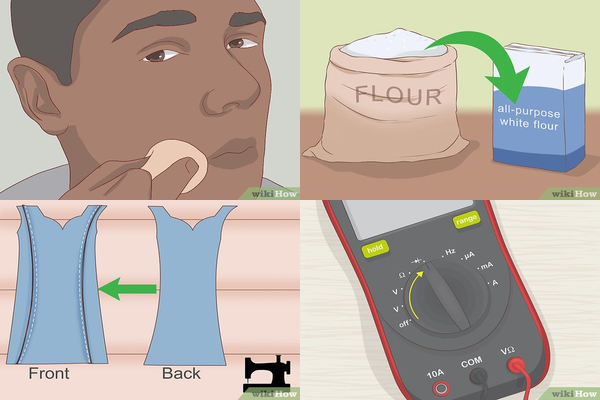 wikiHow
FLOUR
all-purpose
white flour
wikiHow
Front
Back
wikiHow
hold
range
Hz
Ω
µA
V
mA
V
A
off
10A
COM
VΩ
wikiHow